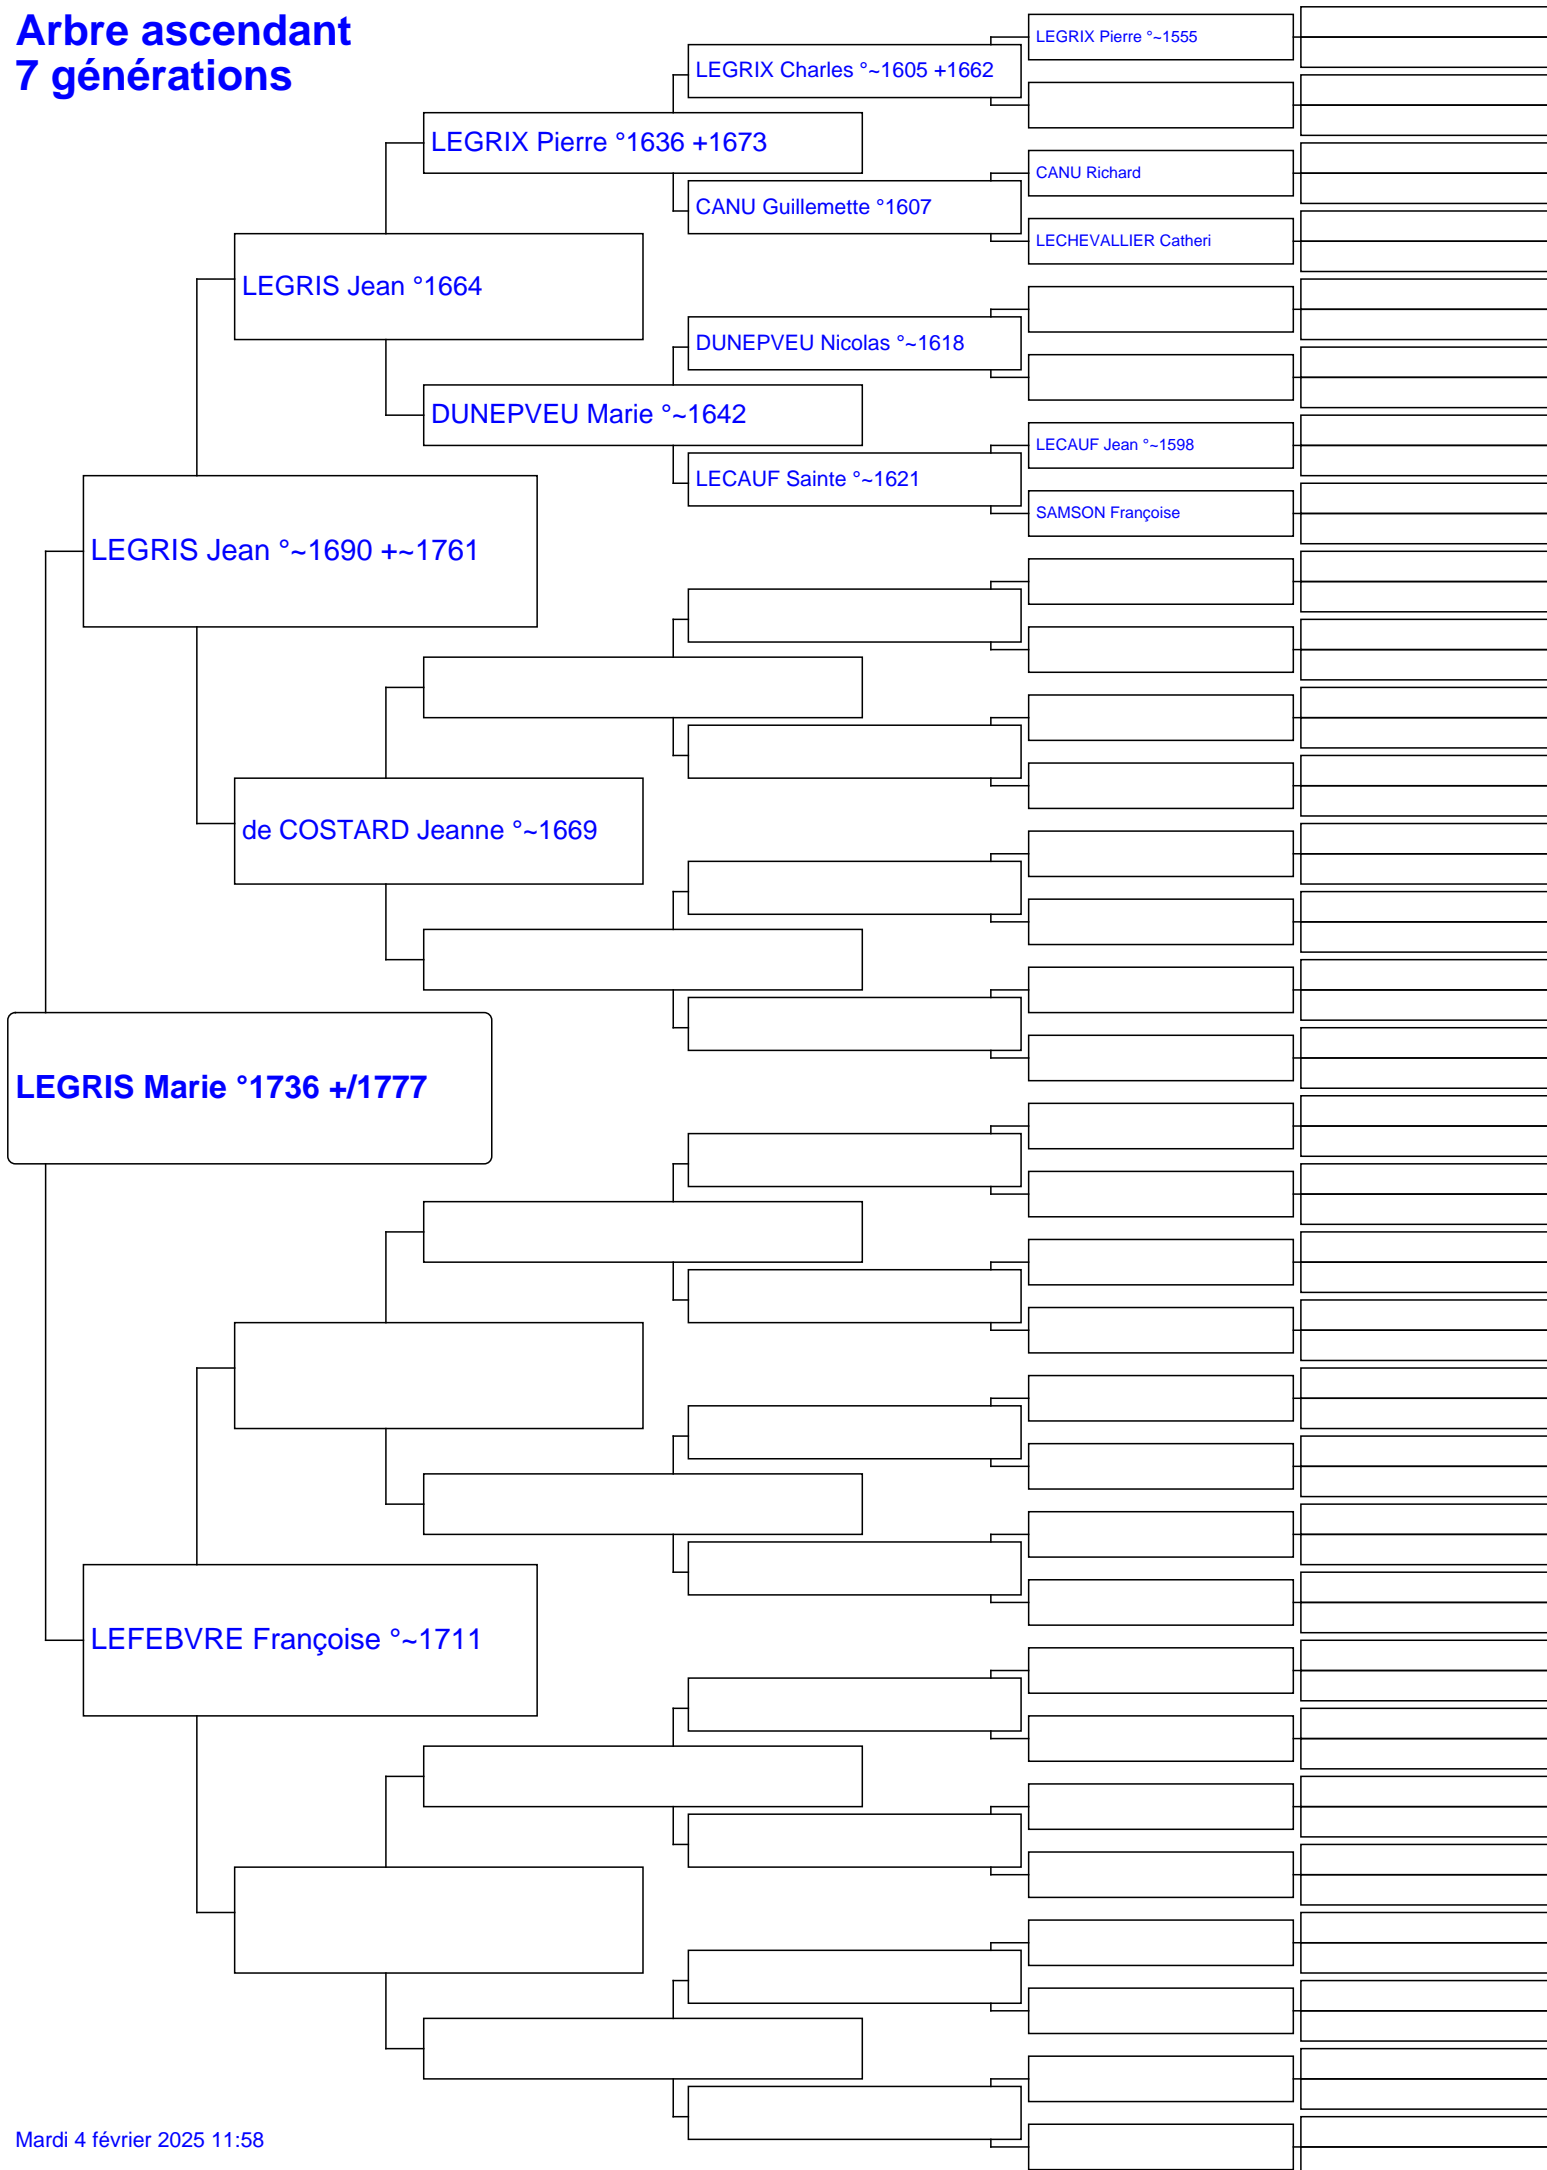 Arbre ascendant
7 générations
LEGRIX Pierre °~1555
LEGRIX Charles °~1605 +1662
LEGRIX Pierre °1636 +1673
CANU Richard
CANU Guillemette °1607
LECHEVALLIER Catheri
LEGRIS Jean °1664
DUNEPVEU Nicolas °~1618
DUNEPVEU Marie °~1642
LECAUF Jean °~1598
LECAUF Sainte °~1621
SAMSON Françoise
LEGRIS Jean °~1690 +~1761
de COSTARD Jeanne °~1669
LEGRIS Marie °1736 +/1777
LEFEBVRE Françoise °~1711
Mardi 4 février 2025 11:58